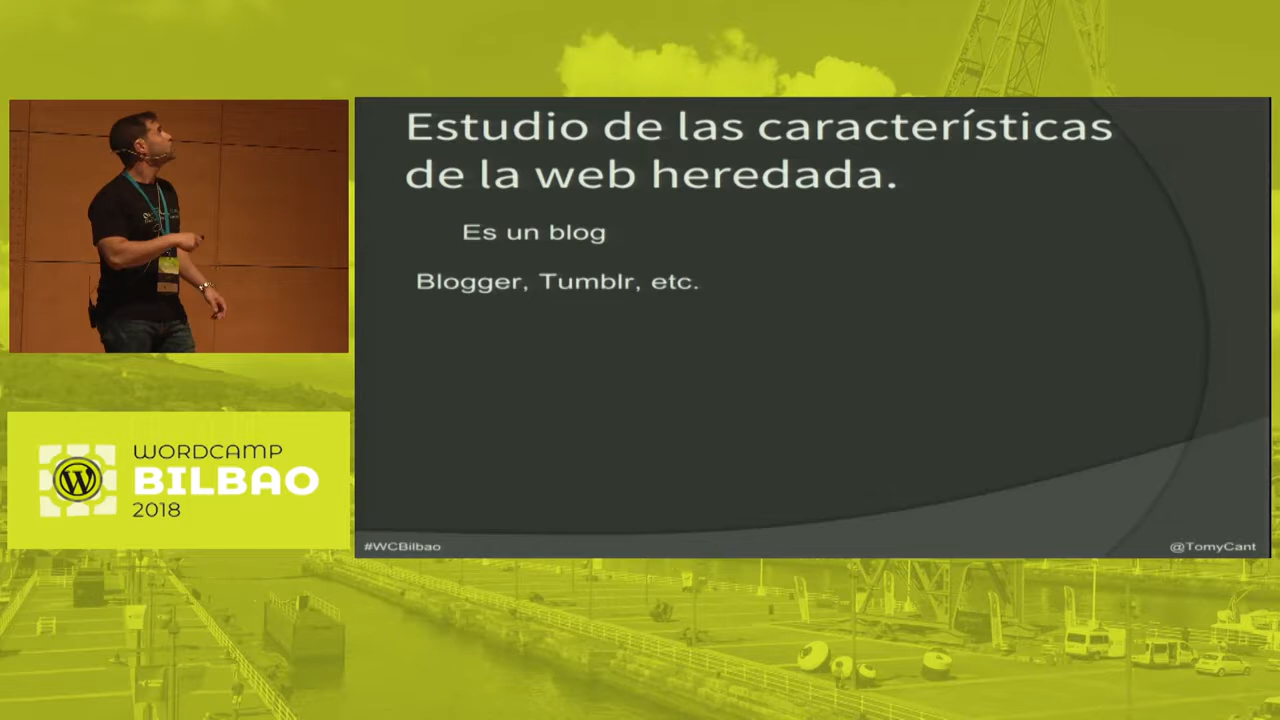 Estudio de las características
de la web heredada.
Es un blog
Blogger, Tumblr, etc.
#WCBilbao
@TomyCant
WORDCAMP
BILBAO
2018